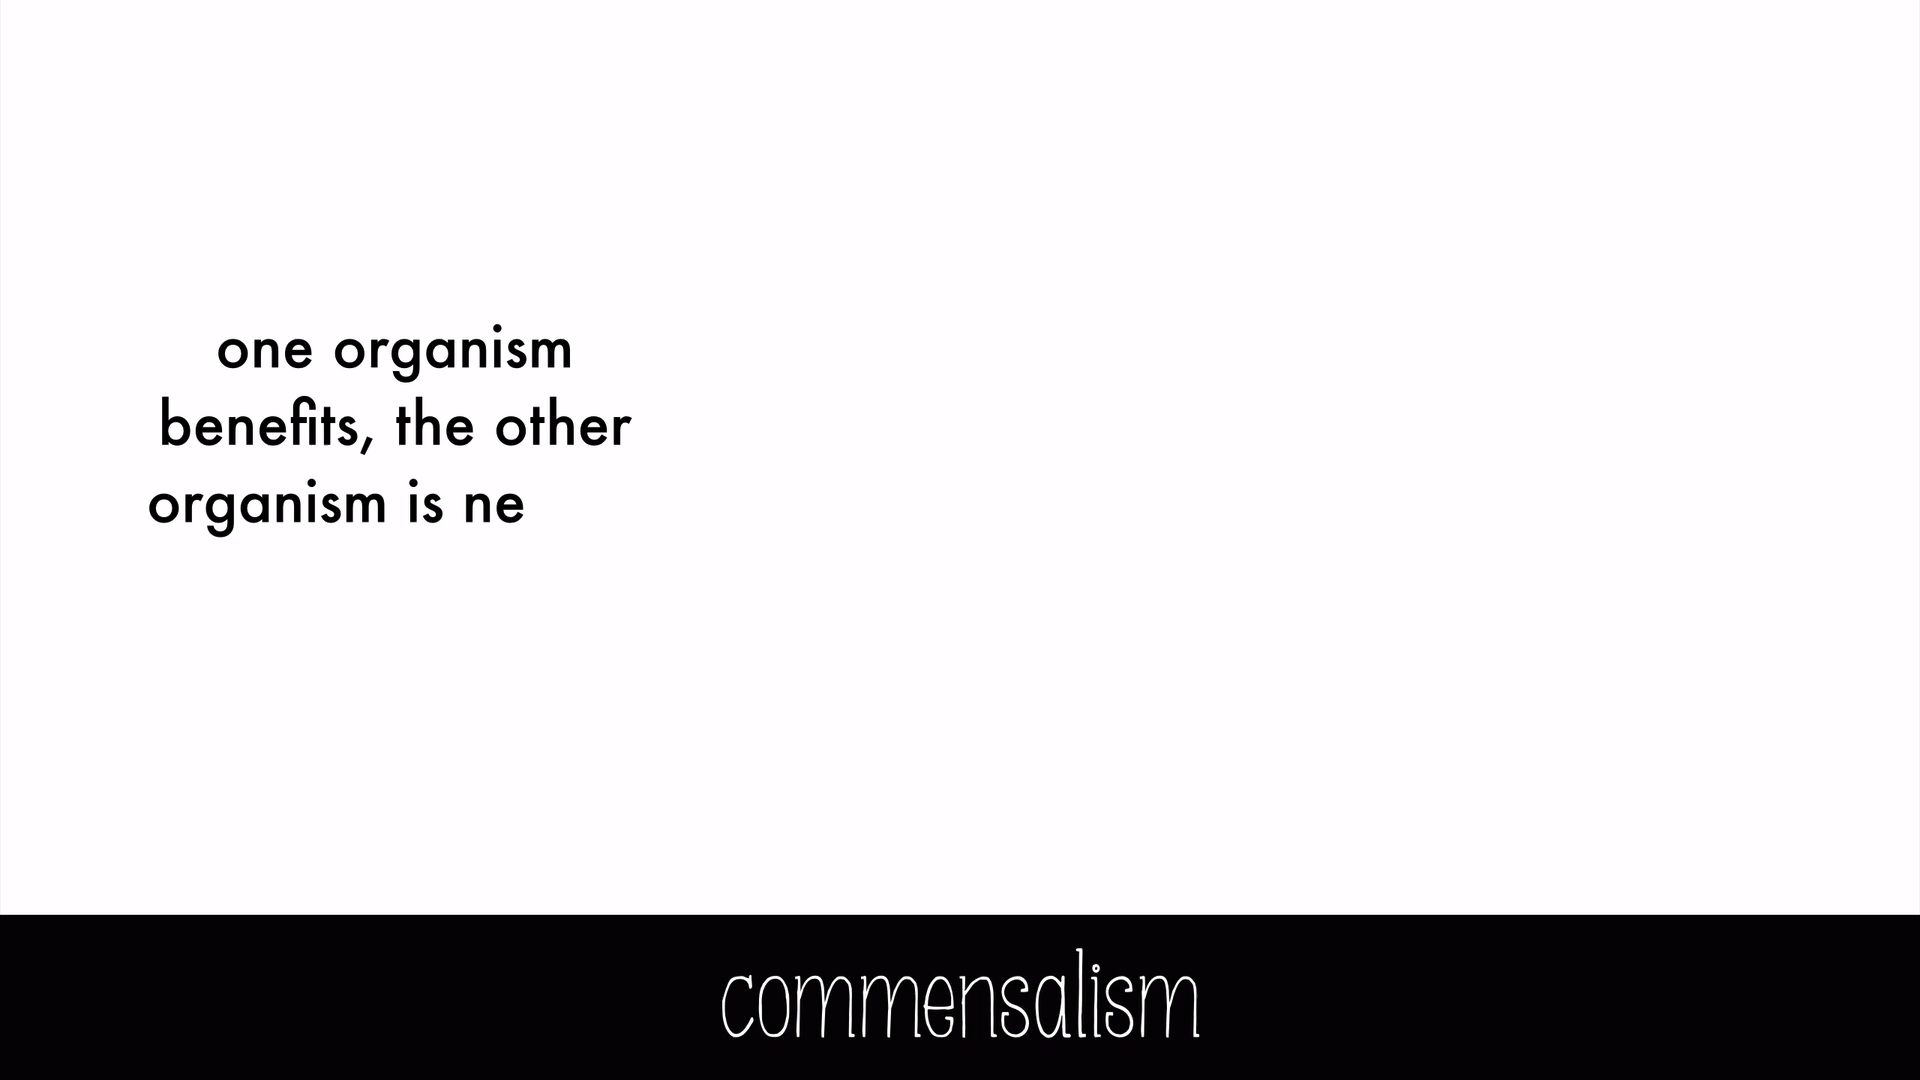 one organism
benefits, the other
organism is ne
commensalism